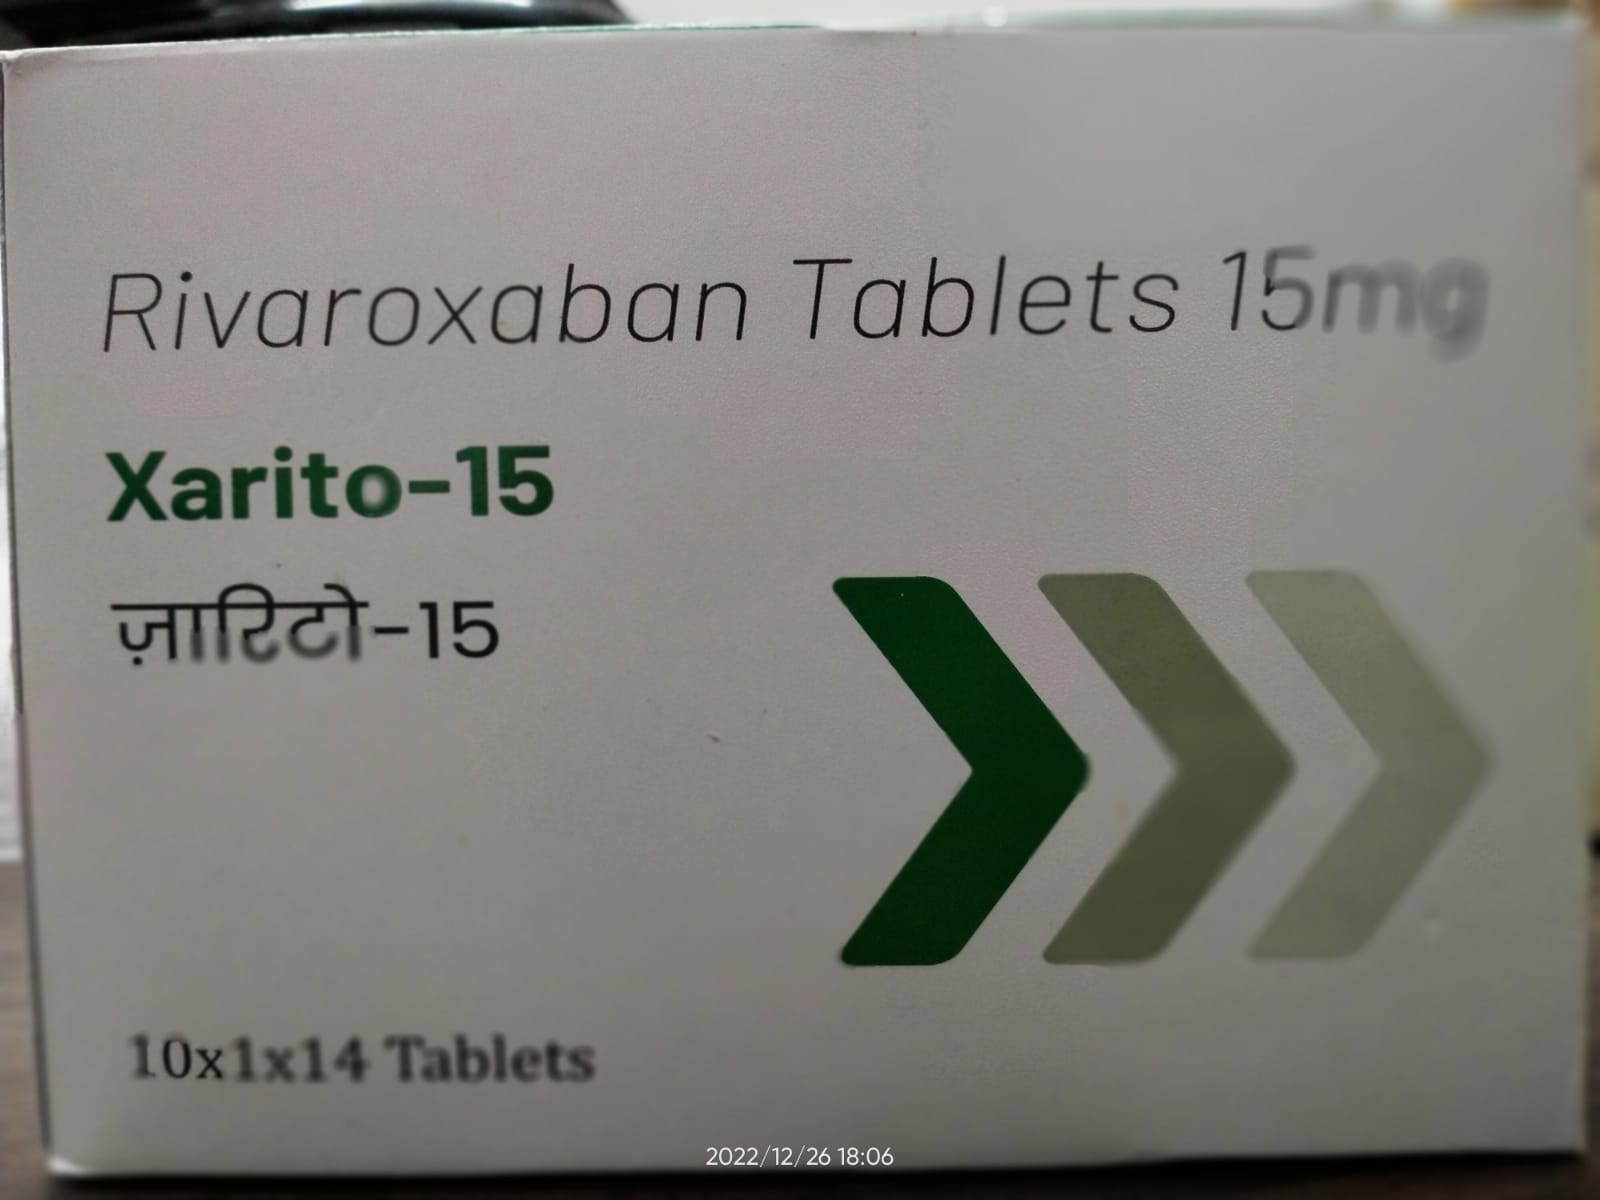 Rivaroxaban Tablets 15mg
Xarito-15
ज़ारिटो-15
10x1x14 Tablets
2022/12/26 18:06